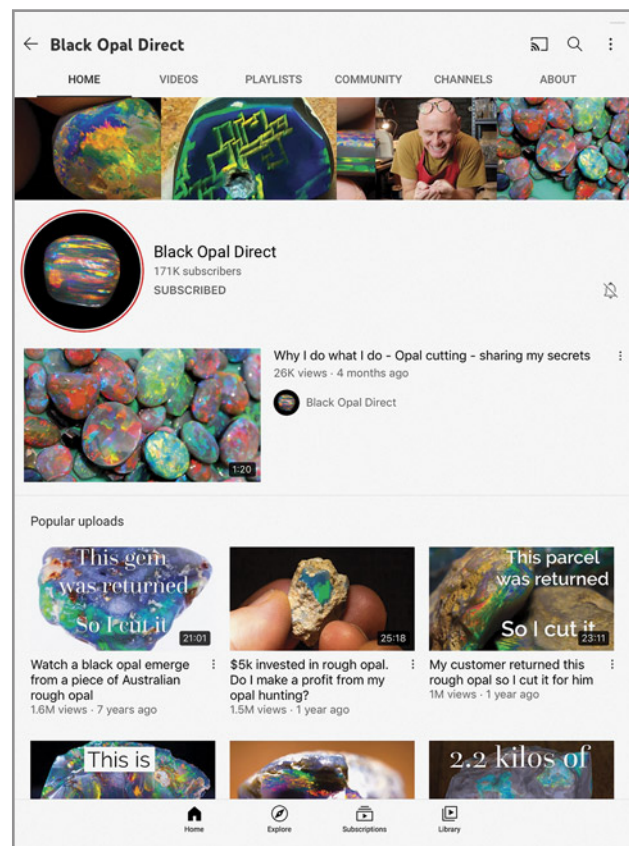 Black Opal Direct
HOME VIDEOS PLAYLISTS COMMUNITY CHANNELS ABOUT
Black Opal Direct
171K subscribers
SUBSCRIBED
Why I do what I do - Opal cutting - sharing my secrets
26K views · 4 months ago
Black Opal Direct
1:20
Popular uploads
This gem
was returned
So I cut it
21:01
Watch a black opal emerge
from a piece of Australian
rough opal
1.6M views · 7 years ago
25:18
$5k invested in rough opal.
Do I make a profit from my
opal hunting?
1.5M views · 1 year ago
This parcel
was returned
So I cut it
23:11
My customer returned this
rough opal so I cut it for him
1M views · 1 year ago
This is
2.2 kilos of
Home Explore Subscriptions Library